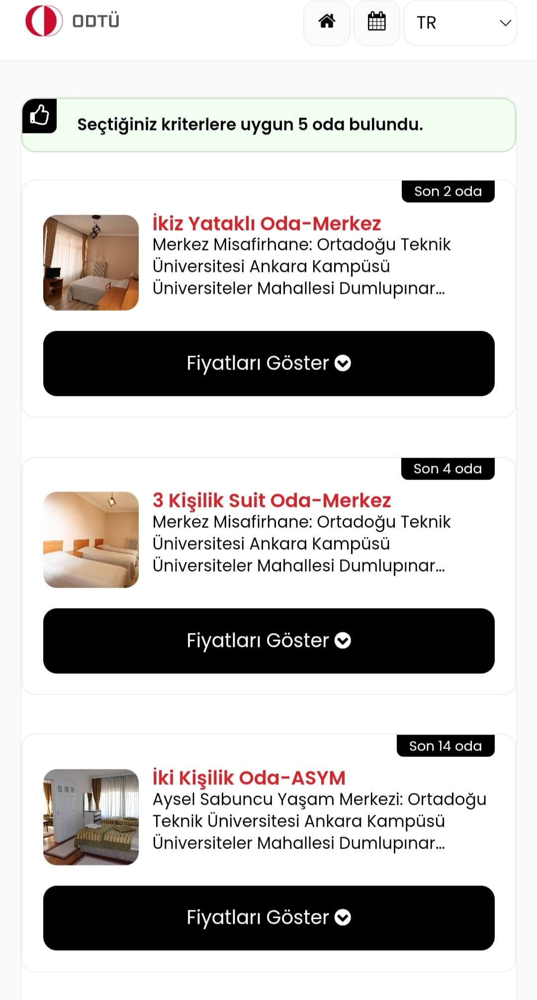 ODTÜ
TR
Seçtiğiniz kriterlere uygun 5 oda bulundu.
Son 2 oda
İkiz Yataklı Oda-Merkez
Merkez Misafirhane: Ortadoğu Teknik
Üniversitesi Ankara Kampüsü
Üniversiteler Mahallesi Dumlupınar...
Fiyatları Göster
Son 4 oda
3 Kişilik Suit Oda-Merkez
Merkez Misafirhane: Ortadoğu Teknik
Üniversitesi Ankara Kampüsü
Üniversiteler Mahallesi Dumlupınar...
Fiyatları Göster
Son 14 oda
İki Kişilik Oda-ASYM
Aysel Sabuncu Yaşam Merkezi: Ortadoğu
Teknik Üniversitesi Ankara Kampüsü
Üniversiteler Mahallesi Dumlupınar...
Fiyatları Göster